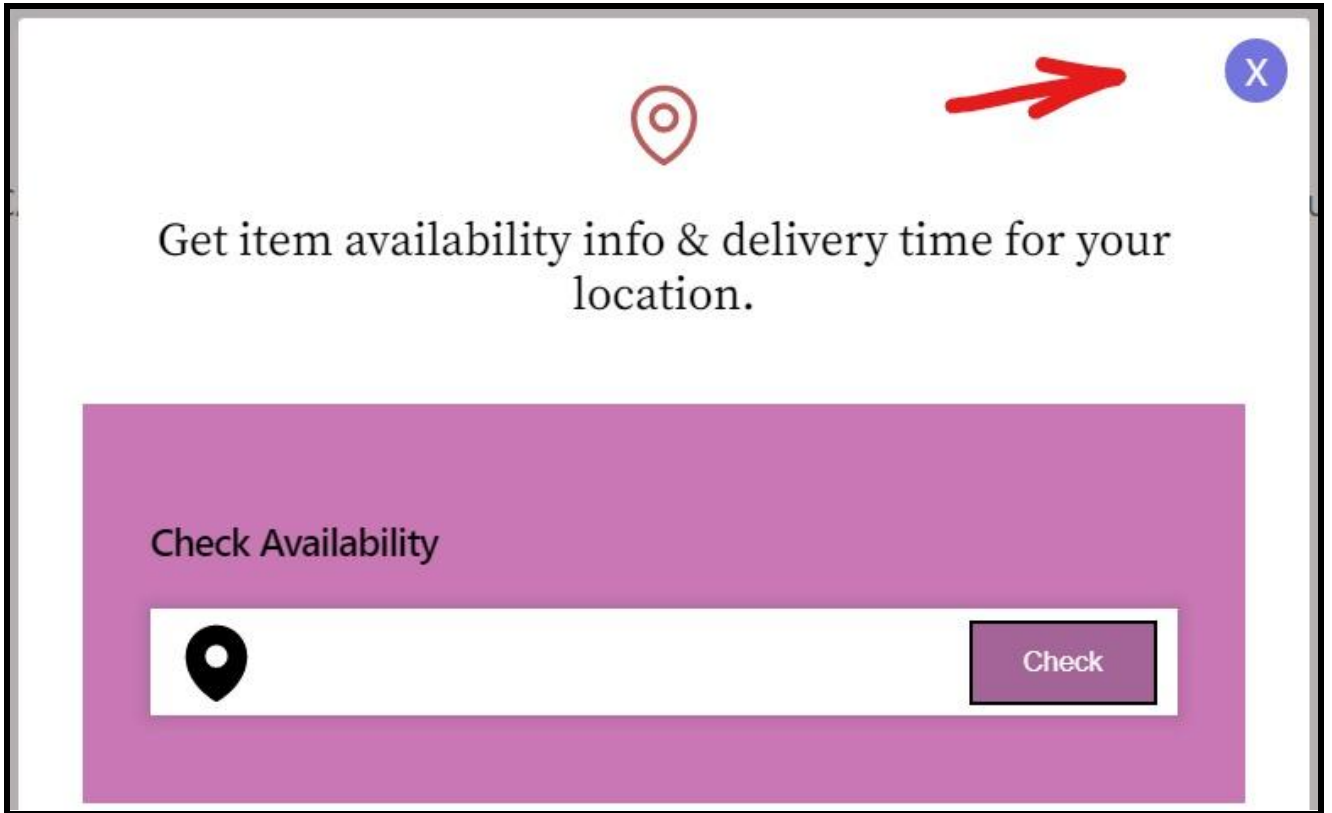 X
Get item availability info & delivery time for your
location.
Check Availability
Check